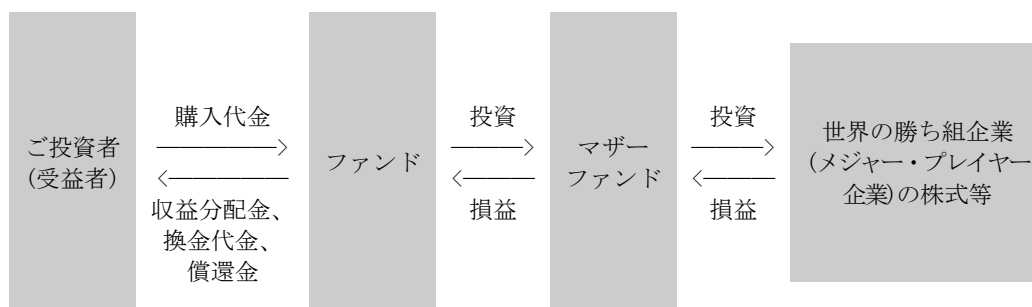 ご投資者
(受益者)
購入代金
収益分配金、
換金代金、
償還金
ファンド
投資
損益
マザー
ファンド
投資
損益
世界の勝ち組企業
(メジャー・プレイヤー
企業)の株式等